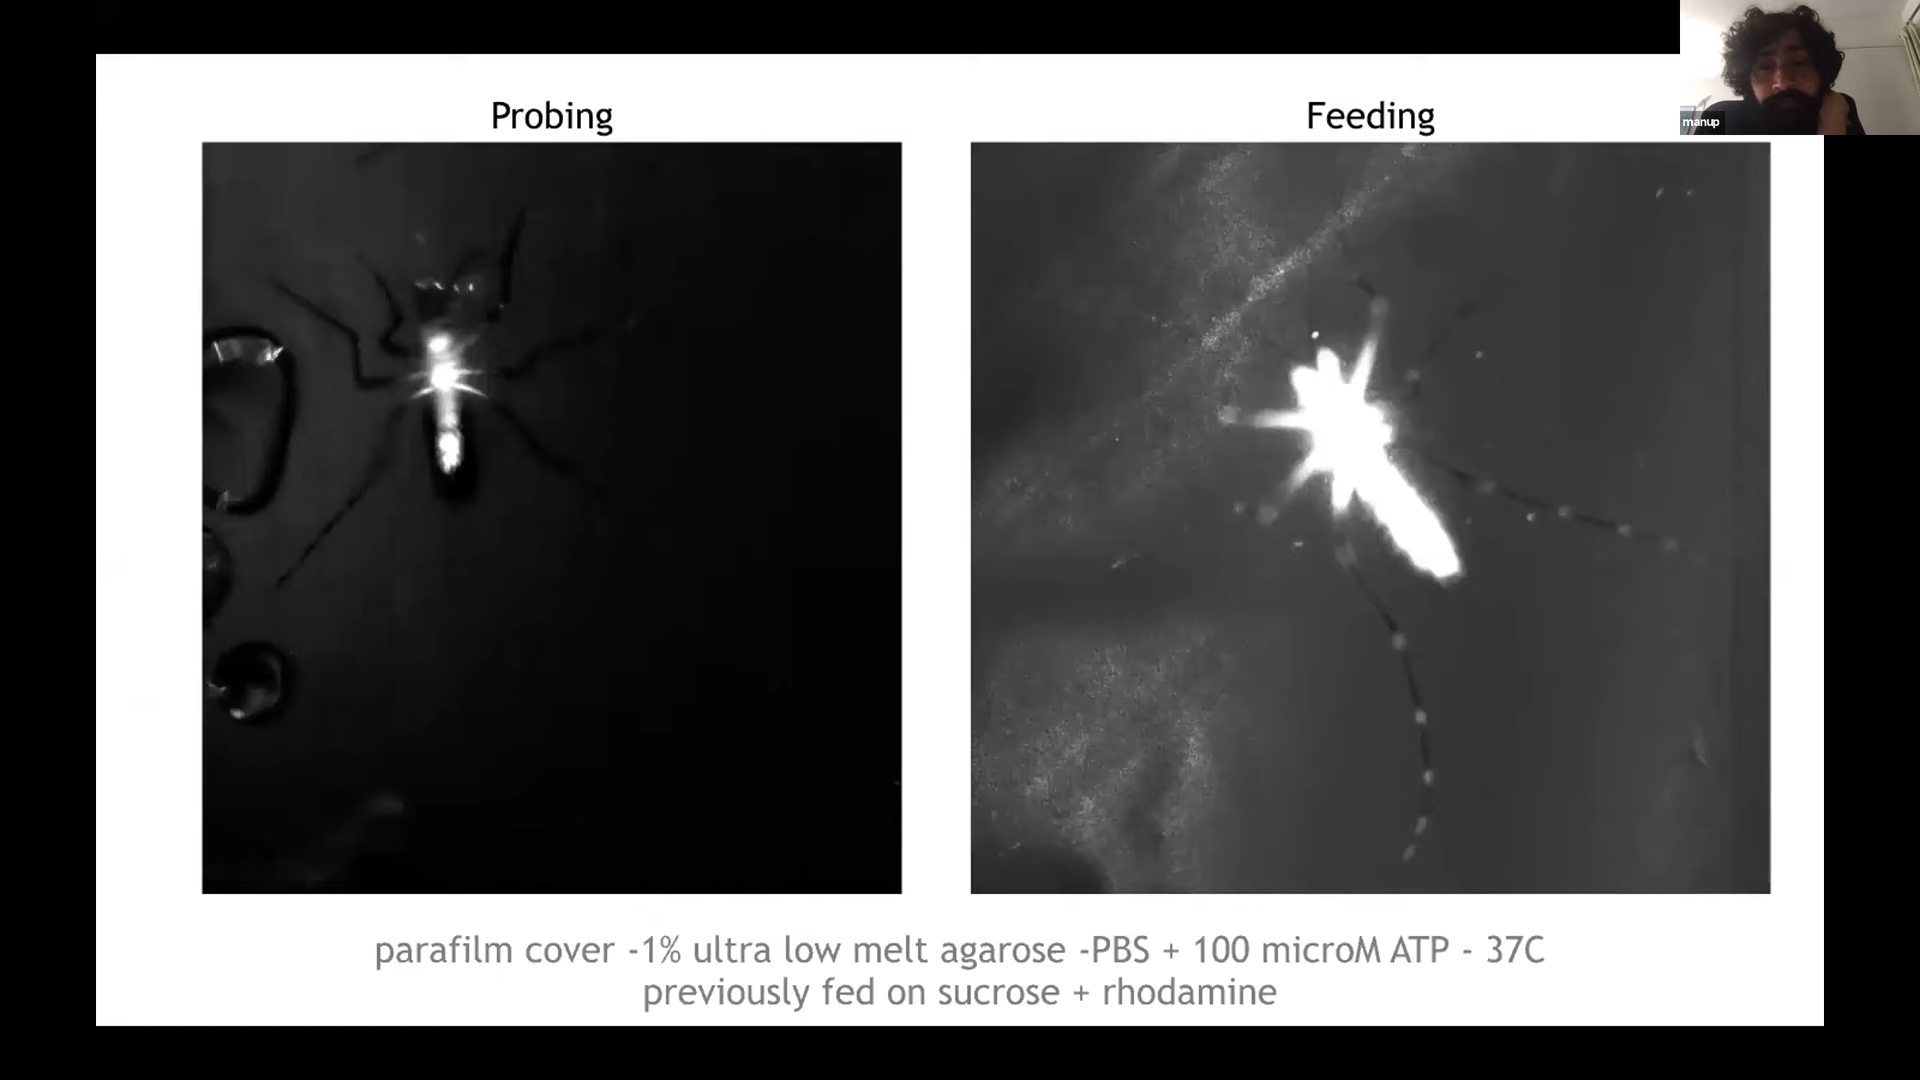 Probing
Feeding
manup
parafilm cover -1% ultra low melt agarose -PBS + 100 microM ATP - 37C
previously fed on sucrose + rhodamine